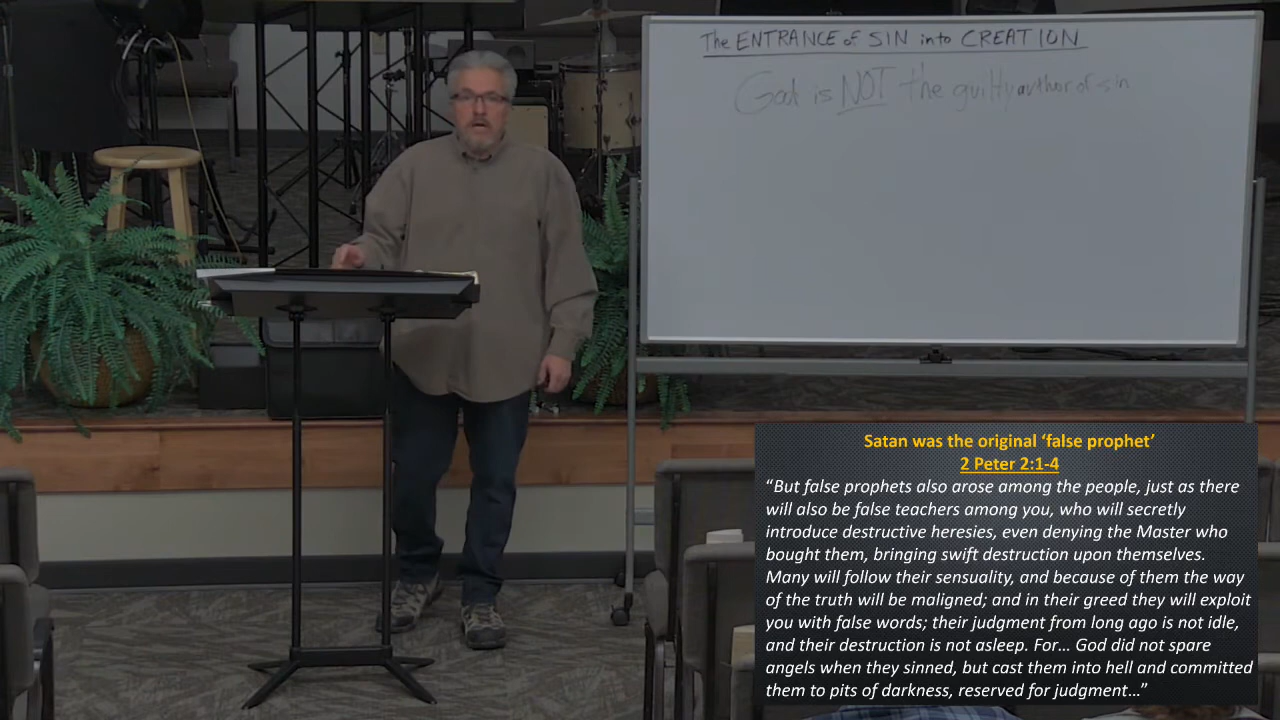 The ENTRANCE of SIN into CREATION
God is NOT the guilty author of sin
Satan was the original ‘false prophet’
2 Peter 2:1-4
“But false prophets also arose among the people, just as there
will also be false teachers among you, who will secretly
introduce destructive heresies, even denying the Master who
bought them, bringing swift destruction upon themselves.
Many will follow their sensuality, and because of them the way
of the truth will be maligned; and in their greed they will exploit
you with false words; their judgment from long ago is not idle,
and their destruction is not asleep. For… God did not spare
angels when they sinned, but cast them into hell and committed
them to pits of darkness, reserved for judgment…”